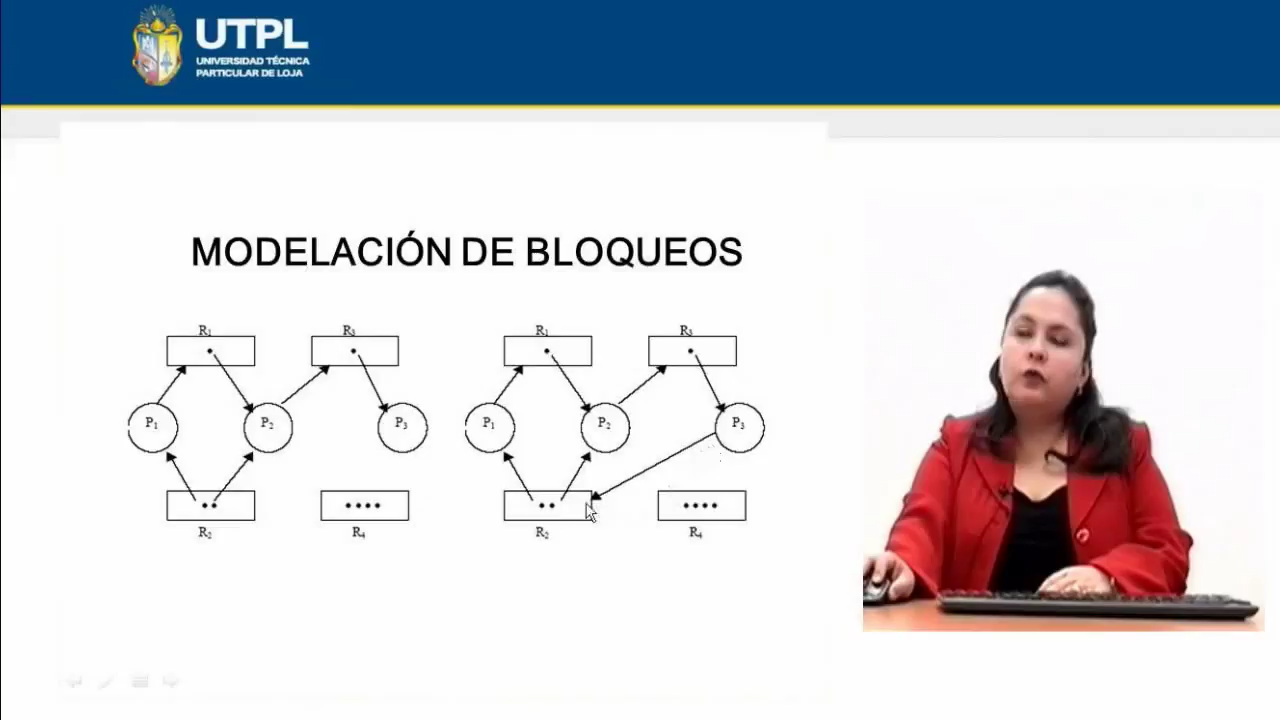 UTPL
UNIVERSIDAD TÉCNICA
PARTICULAR DE LOJA
MODELACIÓN DE BLOQUEOS
R₁ R₃ R₁ R₃
P₁ P₂ P₃ P₁ P₂ P₃
R₂ R₄ R₂ R₄